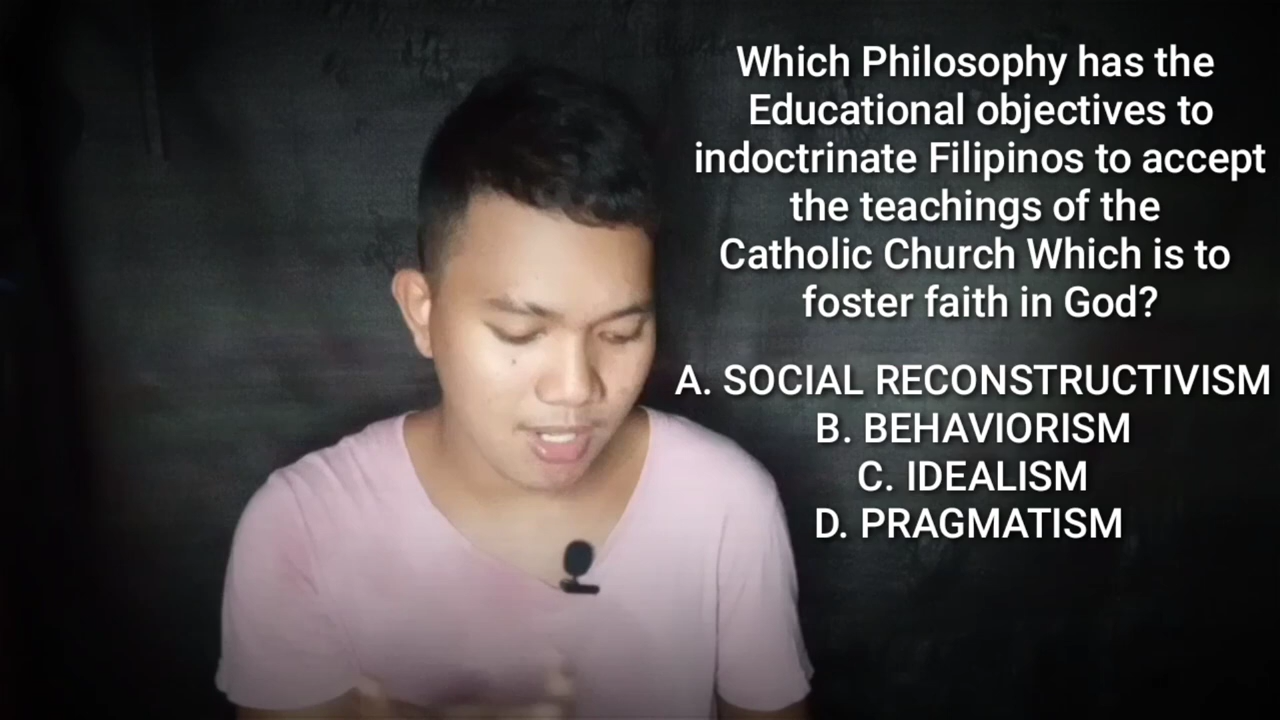 Which Philosophy has the
Educational objectives to
indoctrinate Filipinos to accept
the teachings of the
Catholic Church Which is to
foster faith in God?
A. SOCIAL RECONSTRUCTIVISM
B. BEHAVIORISM
C. IDEALISM
D. PRAGMATISM